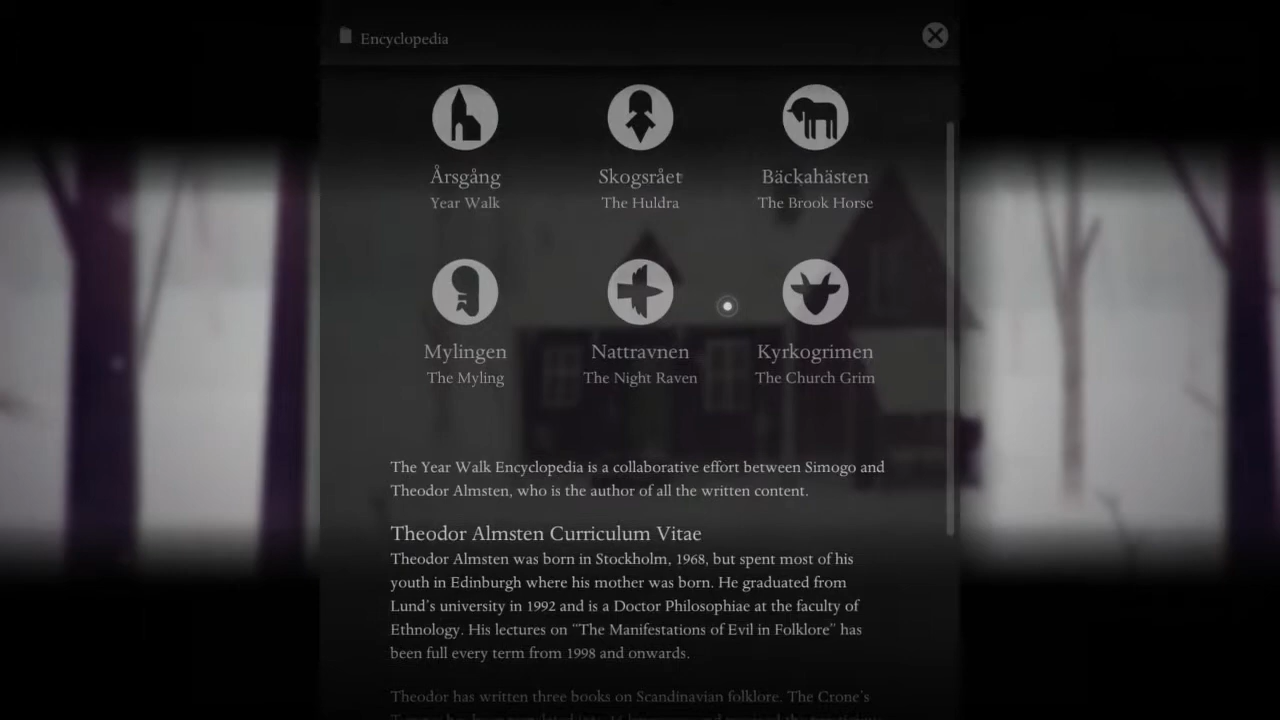 Encyclopedia
Årsgång
Year Walk
Skogsrået
The Huldra
Bäckahästen
The Brook Horse
Mylingen
The Myling
Nattravnen
The Night Raven
Kyrkogrimen
The Church Grim
The Year Walk Encyclopedia is a collaborative effort between Simogo and
Theodor Almsten, who is the author of all the written content.
Theodor Almsten Curriculum Vitae
Theodor Almsten was born in Stockholm, 1968, but spent most of his
youth in Edinburgh where his mother was born. He graduated from
Lund's university in 1992 and is a Doctor Philosophiae at the faculty of
Ethnology. His lectures on "The Manifestations of Evil in Folklore" has
been full every term from 1998 and onwards.
Theodor has written three books on Scandinavian folklore. The Crone's